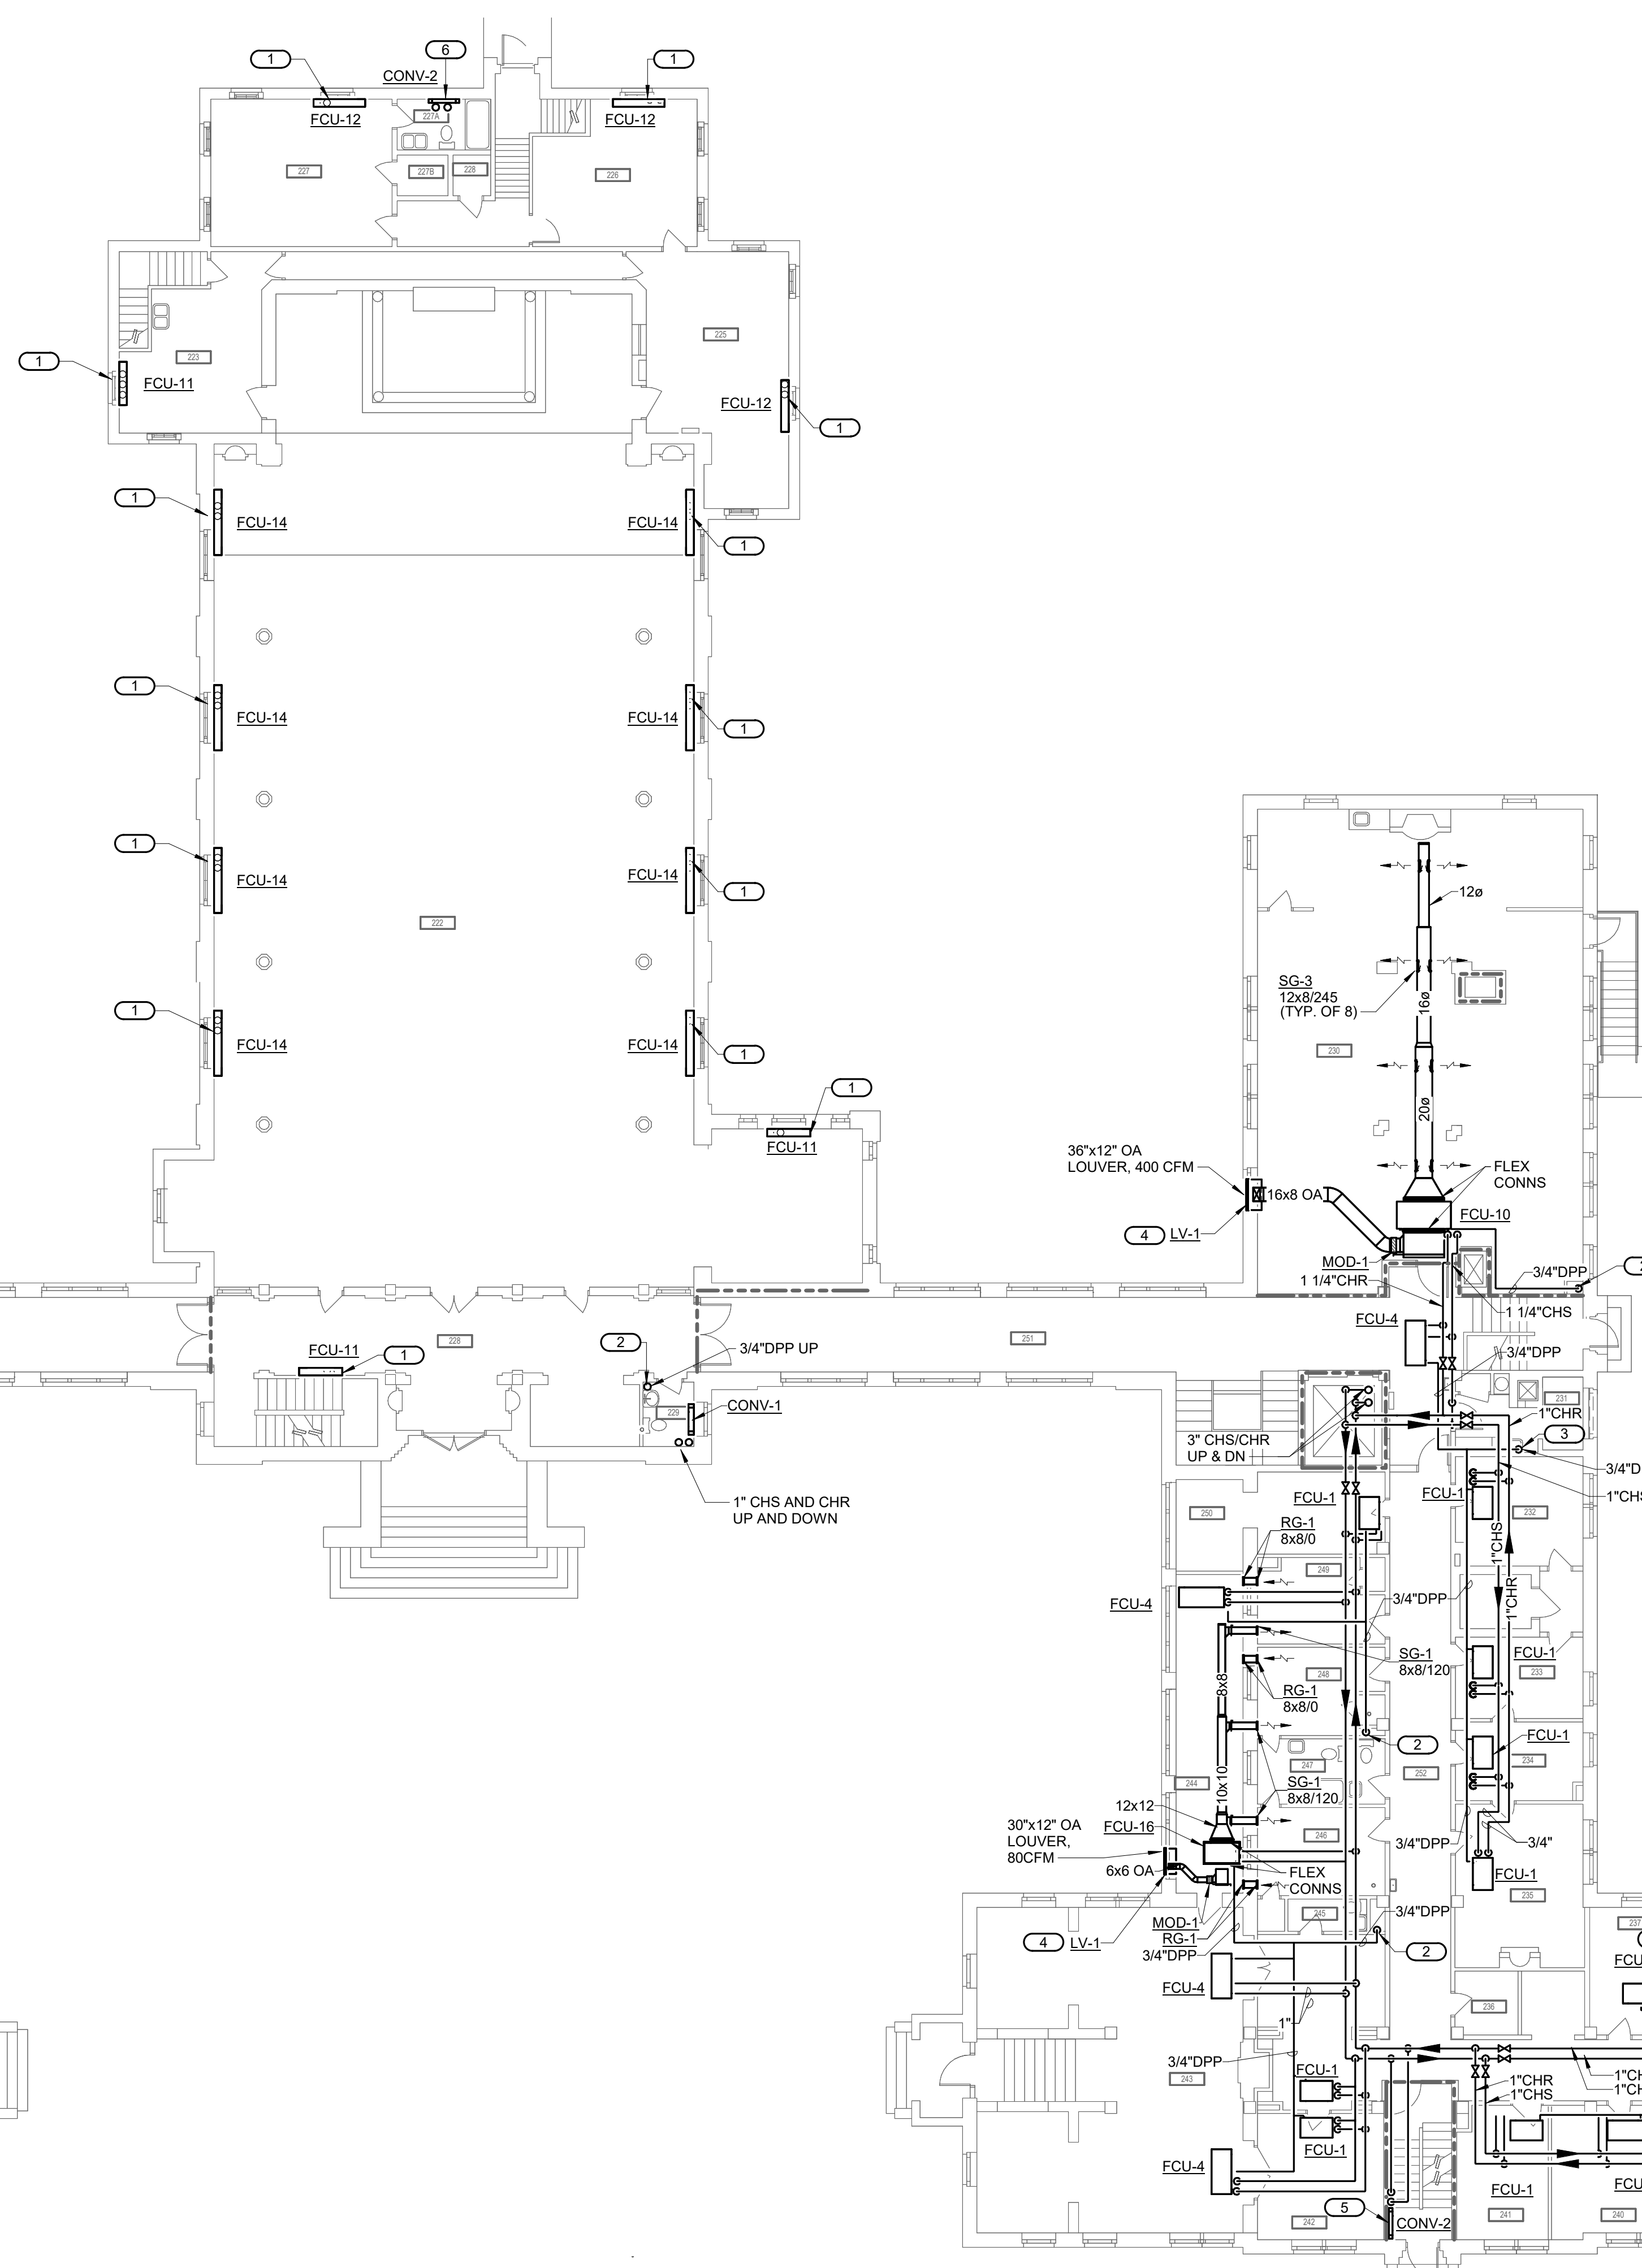 1
6
1
CONV-2
227A
FCU-12
FCU-12
227
227B
228
226
225
223
1
FCU-11
FCU-12
1
1
FCU-14
FCU-14
1
1
FCU-14
FCU-14
1
1
FCU-14
FCU-14
1
222
1
FCU-14
FCU-14
1
1
FCU-11
12ø
SG-3
12x8/245
(TYP. OF 8)
16ø
230
20ø
36"x12" OA
LOUVER, 400 CFM
16x8 OA
FLEX
CONNS
FCU-10
4
LV-1
MOD-1
1 1/4"CHR
3/4"DPP
1 1/4"CHS
FCU-4
228
251
FCU-11
1
2
3/4"DPP UP
3/4"DPP
229
CONV-1
231
1"CHR
3
3" CHS/CHR
UP & DN
3/4"D
1" CHS AND CHR
UP AND DOWN
FCU-1
FCU-1
1"CHS
250
RG-1
8x8/0
232
1"CHS
249
FCU-4
3/4"DPP
1"CHR
SG-1
8x8/120
FCU-1
248
233
8x8
RG-1
8x8/0
2
FCU-1
247
252
234
244
SG-1
8x8/120
10x10
12x12
FCU-16
30"x12" OA
LOUVER,
80CFM
246
3/4"DPP
3/4"
6x6 OA
FLEX
CONNS
FCU-1
235
MOD-1
RG-1
245
3/4"DPP
237
4
LV-1
3/4"DPP
2
FCU
FCU-4
1"
236
3/4"DPP
243
FCU-1
1"CHR
1"CHS
1"CH
1"CH
FCU-1
FCU-4
FCU-1
FCU
5
CONV-2
242
241
240